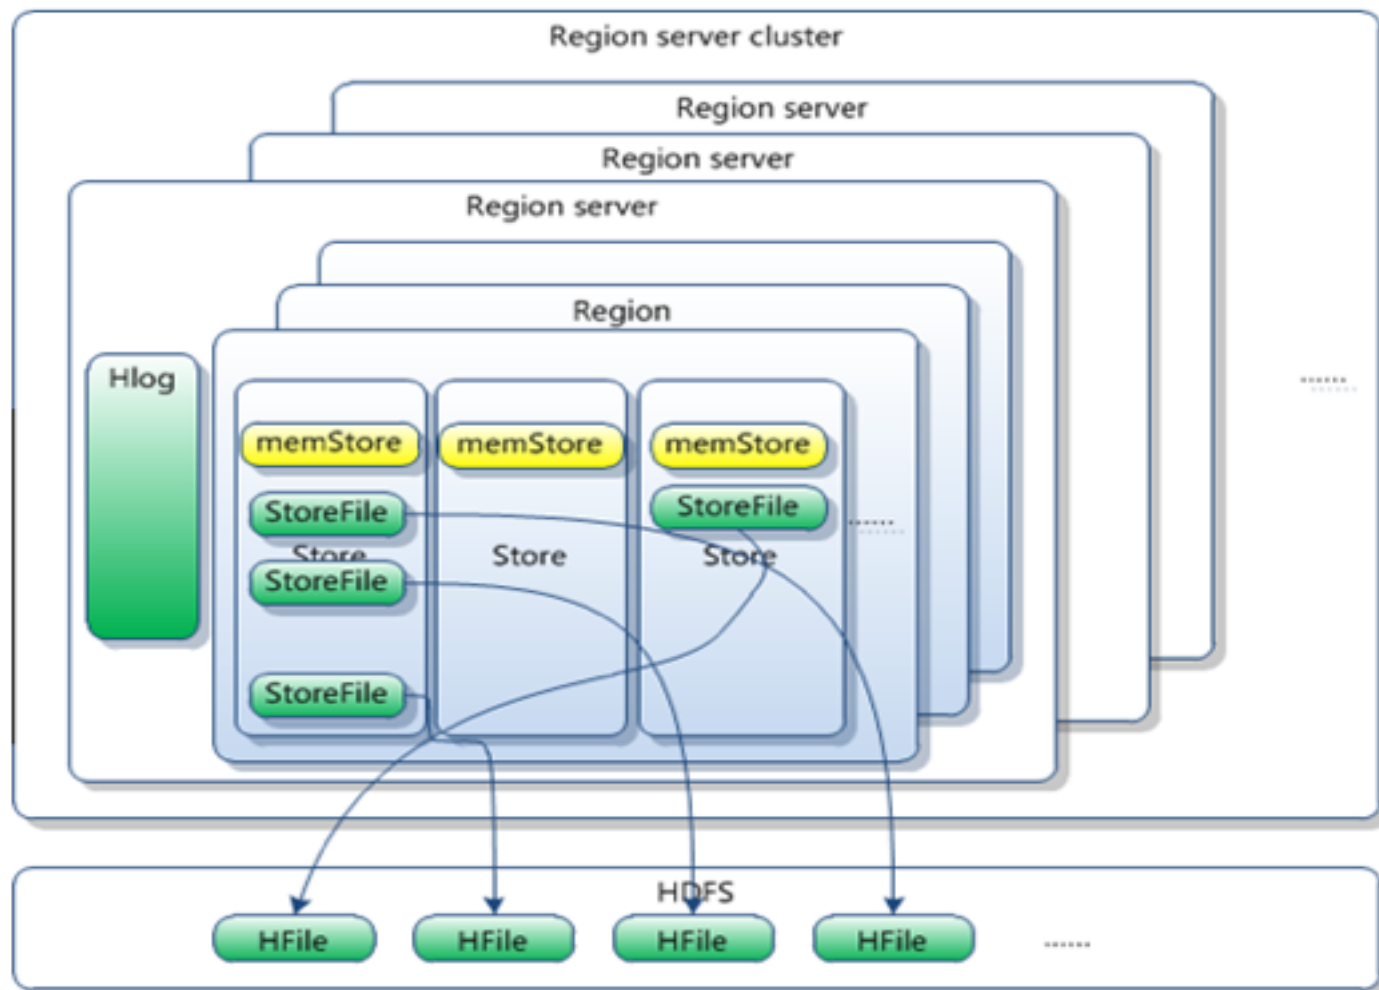 Region server cluster
Region server
Region server
Region server
Region
Hlog
memStore memStore memStore
StoreFile StoreFile
Store Store Store
StoreFile
StoreFile
......
......
HDFS
HFile HFile HFile HFile ......